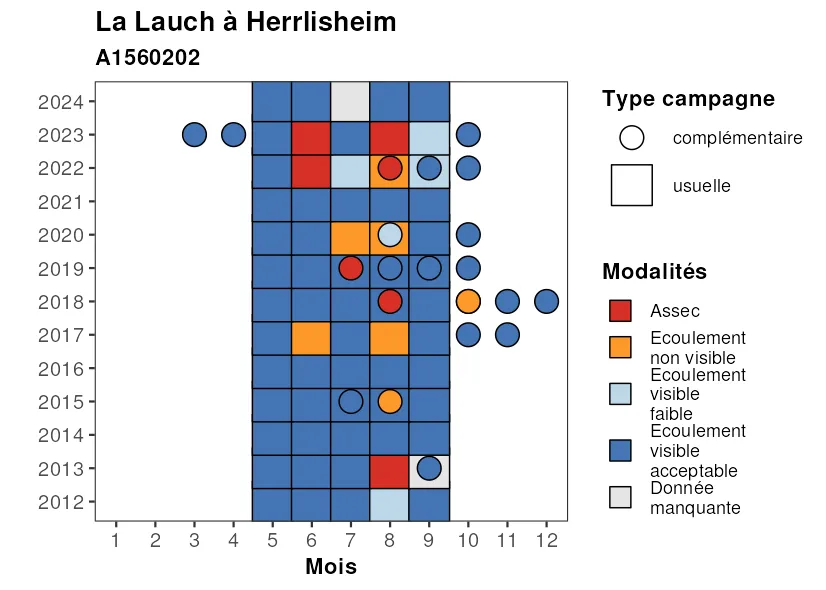 La Lauch à Herrlisheim
A1560202
2024
2023
2022
2021
2020
2019
2018
2017
2016
2015
2014
2013
2012
1 2 3 4 5 6 7 8 9 10 11 12
Mois
Type campagne
complémentaire
usuelle
Modalités
Assec
Ecoulement
non visible
Ecoulement
visible
faible
Ecoulement
visible
acceptable
Donnée
manquante